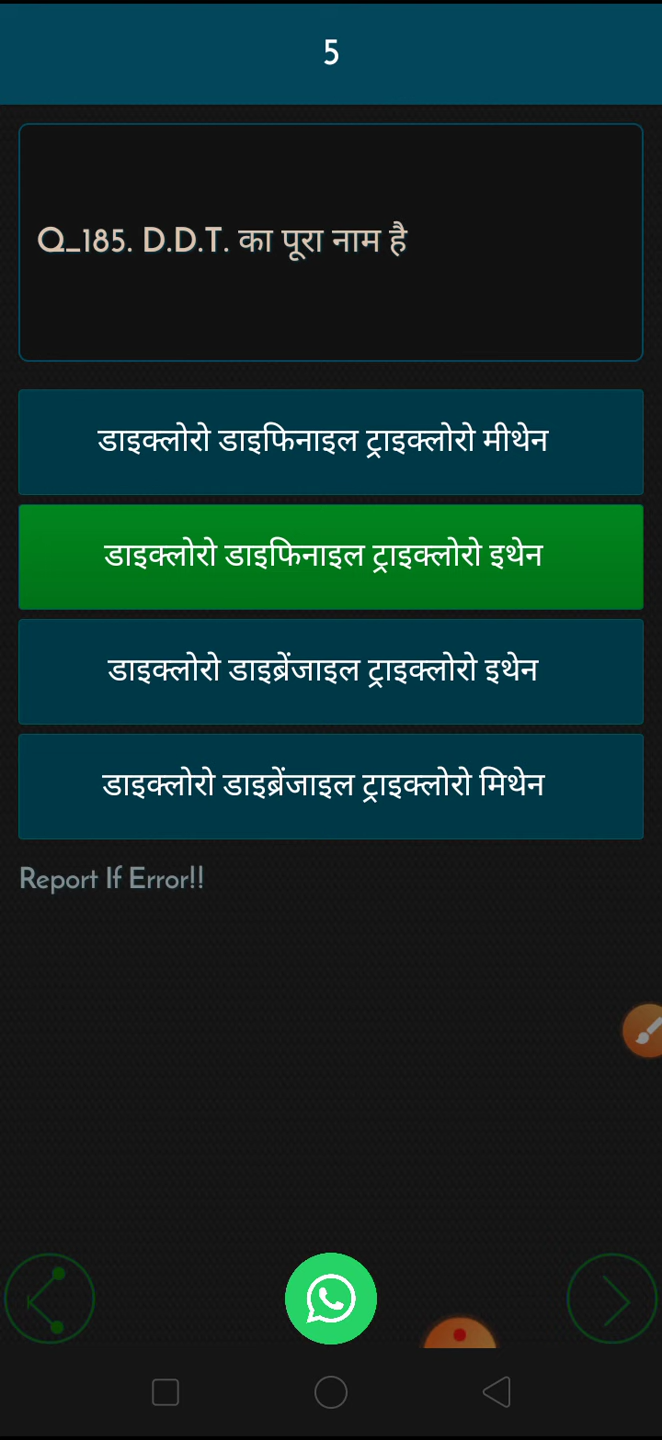 5
Q_185. D.D.T. का पूरा नाम है
डाइक्लोरो डाइफिनाइल ट्राइक्लोरो मीथेन
डाइक्लोरो डाइफिनाइल ट्राइक्लोरो इथेन
डाइक्लोरो डाइब्रेंजाइल ट्राइक्लोरो इथेन
डाइक्लोरो डाइब्रेंजाइल ट्राइक्लोरो मिथेन
Report If Error!!